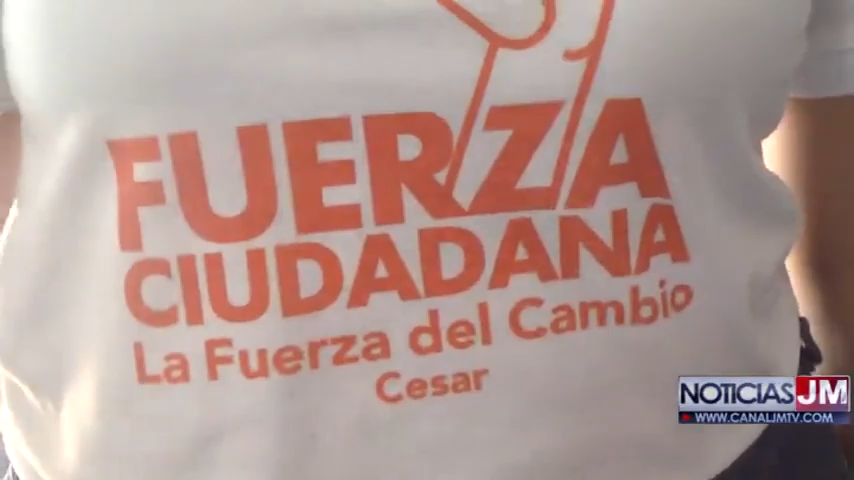 FUERZA
CIUDADANA
La Fuerza del Cambio
Cesar
NOTICIAS JM
WWW.CANALJMTV.COM